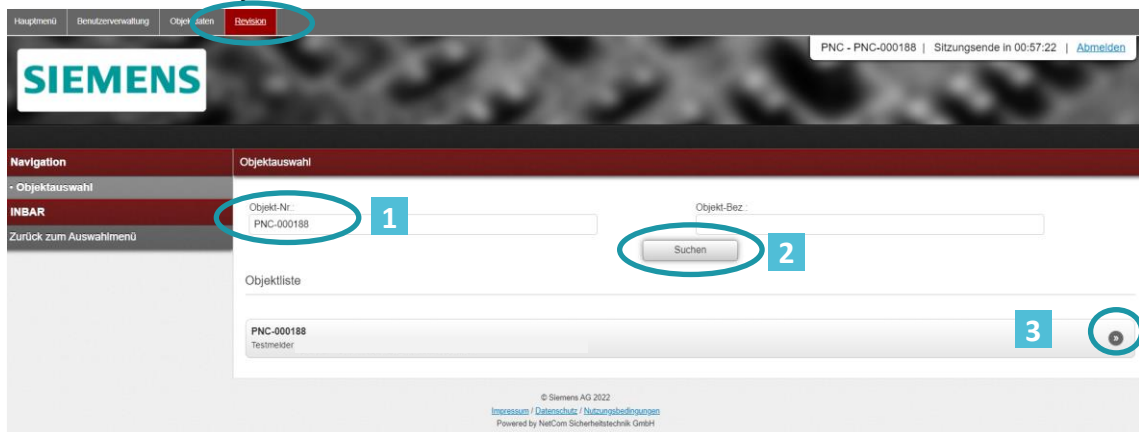 Hauptmenü Benutzerverwaltung Objektdaten Revision
PNC - PNC-000188 | Sitzungsende in 00:57:22 | Abmelden
SIEMENS
Navigation
Objektauswahl
- Objektauswahl
INBAR
Zurück zum Auswahlmenü
Objekt-Nr.:
PNC-000188
1
Objekt-Bez.:
Suchen
2
Objektliste
PNC-000188
Testmelder
3
»
© Siemens AG 2022
Impressum / Datenschutz / Nutzungsbedingungen
Powered by NetCom Sicherheitstechnik GmbH